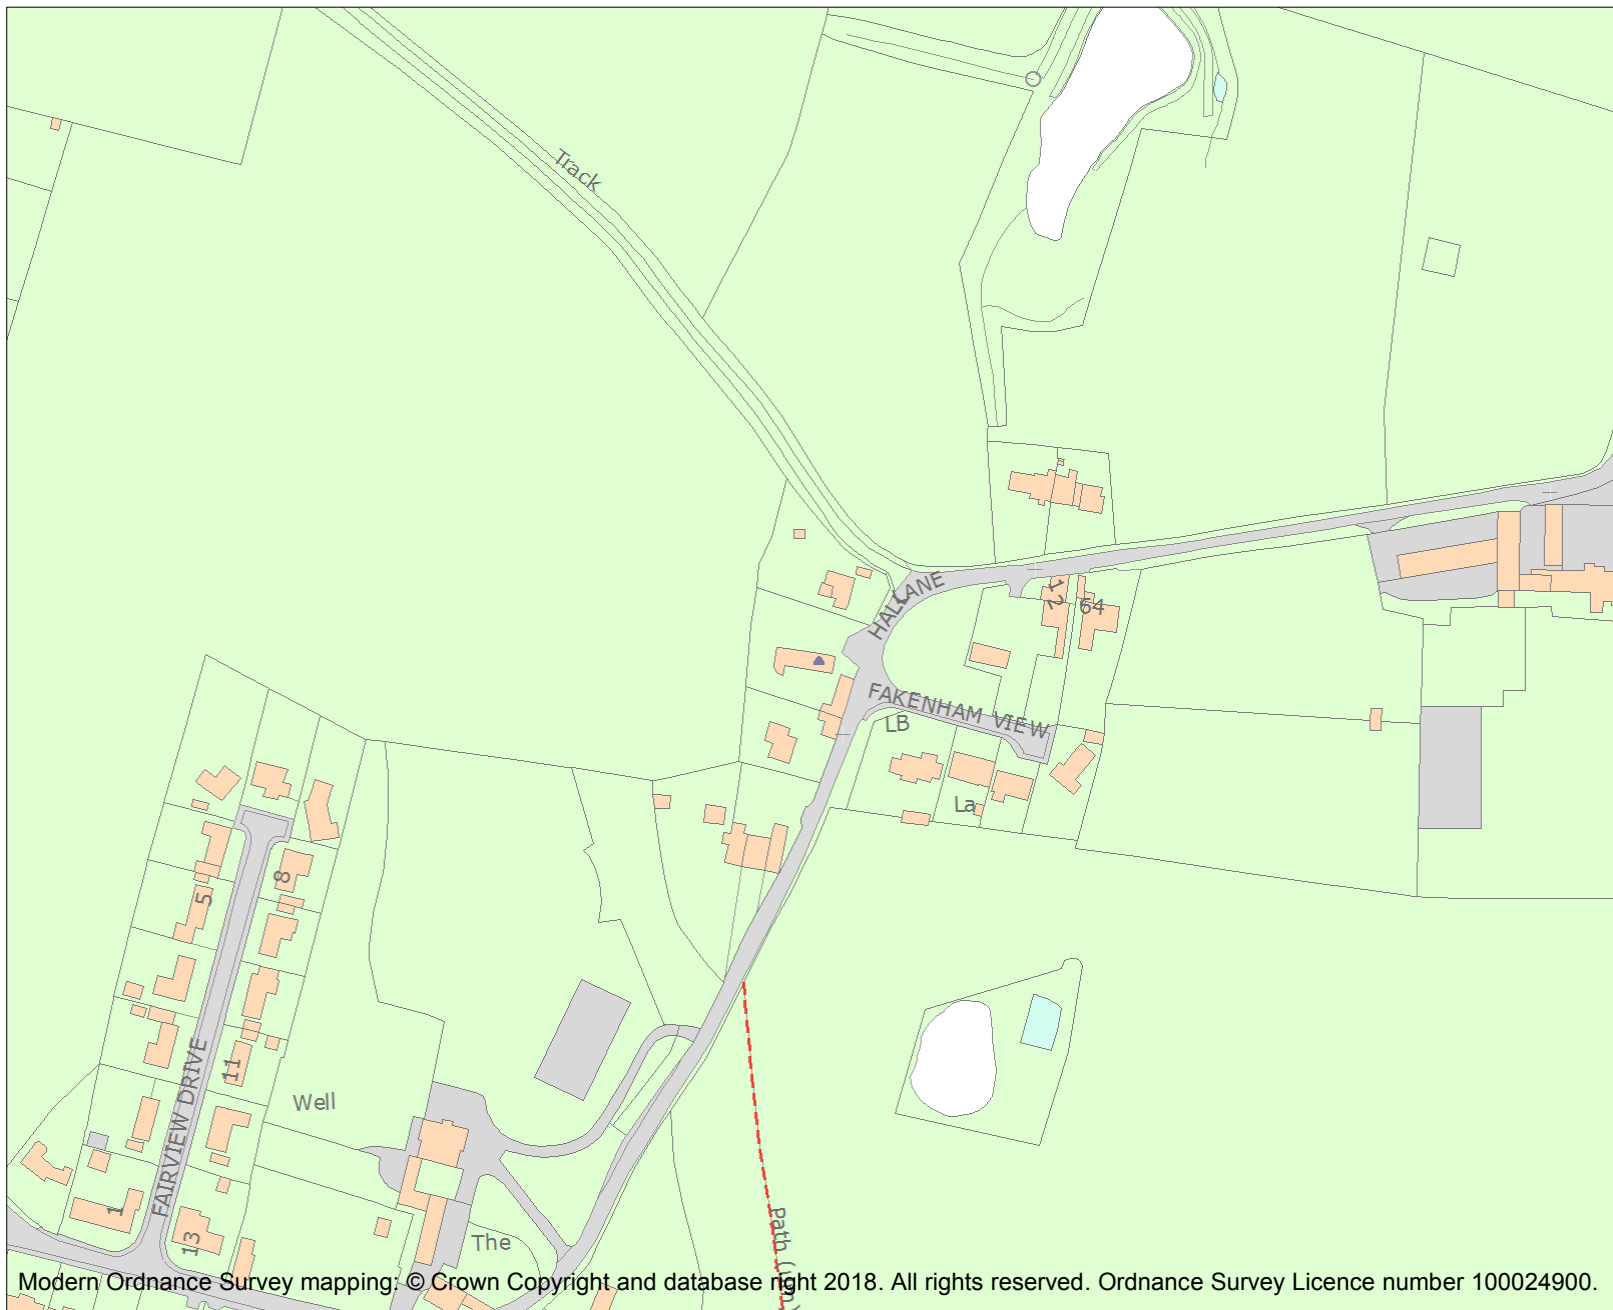 Track
HALL LANE
12
64
FAKENHAM VIEW
LB
La
8
5
11
Well
FAIRVIEW DRIVE
1
13
The
Path (um)
Modern Ordnance Survey mapping: © Crown Copyright and database right 2018. All rights reserved. Ordnance Survey Licence number 100024900.